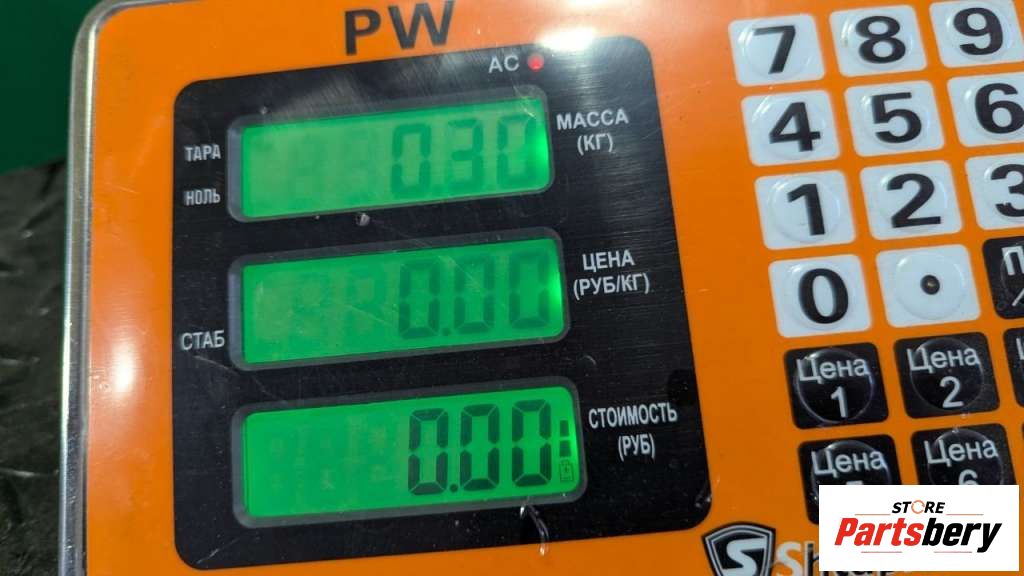 PW
AC
ТАРА
0.30
МАССА
(КГ)
НОЛЬ
ЦЕНА
(РУБ/КГ)
0.00
СТАБ
СТОИМОСТЬ
(РУБ)
0.00
7 8 9
4 5 6
1 2 3
0 .
Цена
1
Цена
2
Цена
Цена
6
STORE
Partsbery